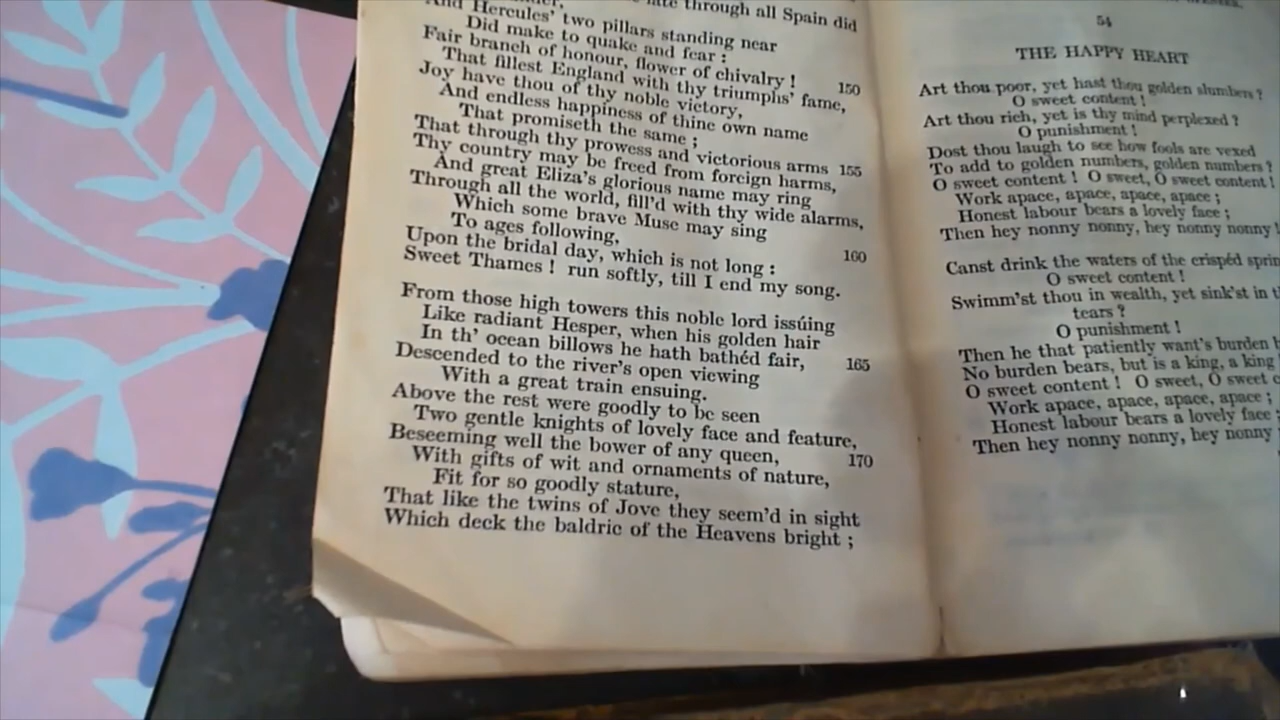 through all Spain did
And Hercules' two pillars standing near
Did make to quake and fear :
Fair branch of honour, flower of chivalry ! 150
That fillest England with thy triumphs' fame,
Joy have thou of thy noble victory,
And endless happiness of thine own name
That promiseth the same ;
That through thy prowess and victorious arms 155
Thy country may be freed from foreign harms,
And great Eliza's glorious name may ring
Through all the world, fill'd with thy wide alarms,
Which some brave Muse may sing
To ages following,
Upon the bridal day, which is not long : 160
Sweet Thames ! run softly, till I end my song.
From those high towers this noble lord issúing
Like radiant Hesper, when his golden hair
In th' ocean billows he hath bathéd fair, 165
Descended to the river's open viewing
With a great train ensuing.
Above the rest were goodly to be seen
Two gentle knights of lovely face and feature,
Beseeming well the bower of any queen, 170
With gifts of wit and ornaments of nature,
Fit for so goodly stature,
That like the twins of Jove they seem'd in sight
Which deck the baldric of the Heavens bright ;
54
THE HAPPY HEART
Art thou poor, yet hast thou golden slumbers ?
O sweet content !
Art thou rich, yet is thy mind perplexed ?
O punishment !
Dost thou laugh to see how fools are vexed
To add to golden numbers, golden numbers ?
O sweet content ! O sweet, O sweet content !
Work apace, apace, apace, apace ;
Honest labour bears a lovely face ;
Then hey nonny nonny, hey nonny nonny !
Canst drink the waters of the crispéd sprin
O sweet content !
Swimm'st thou in wealth, yet sink'st in t
tears ?
O punishment !
Then he that patiently want's burden b
No burden bears, but is a king, a king
O sweet content ! O sweet, O sweet c
Work apace, apace, apace, apace ;
Honest labour bears a lovely face
Then hey nonny nonny, hey nonny